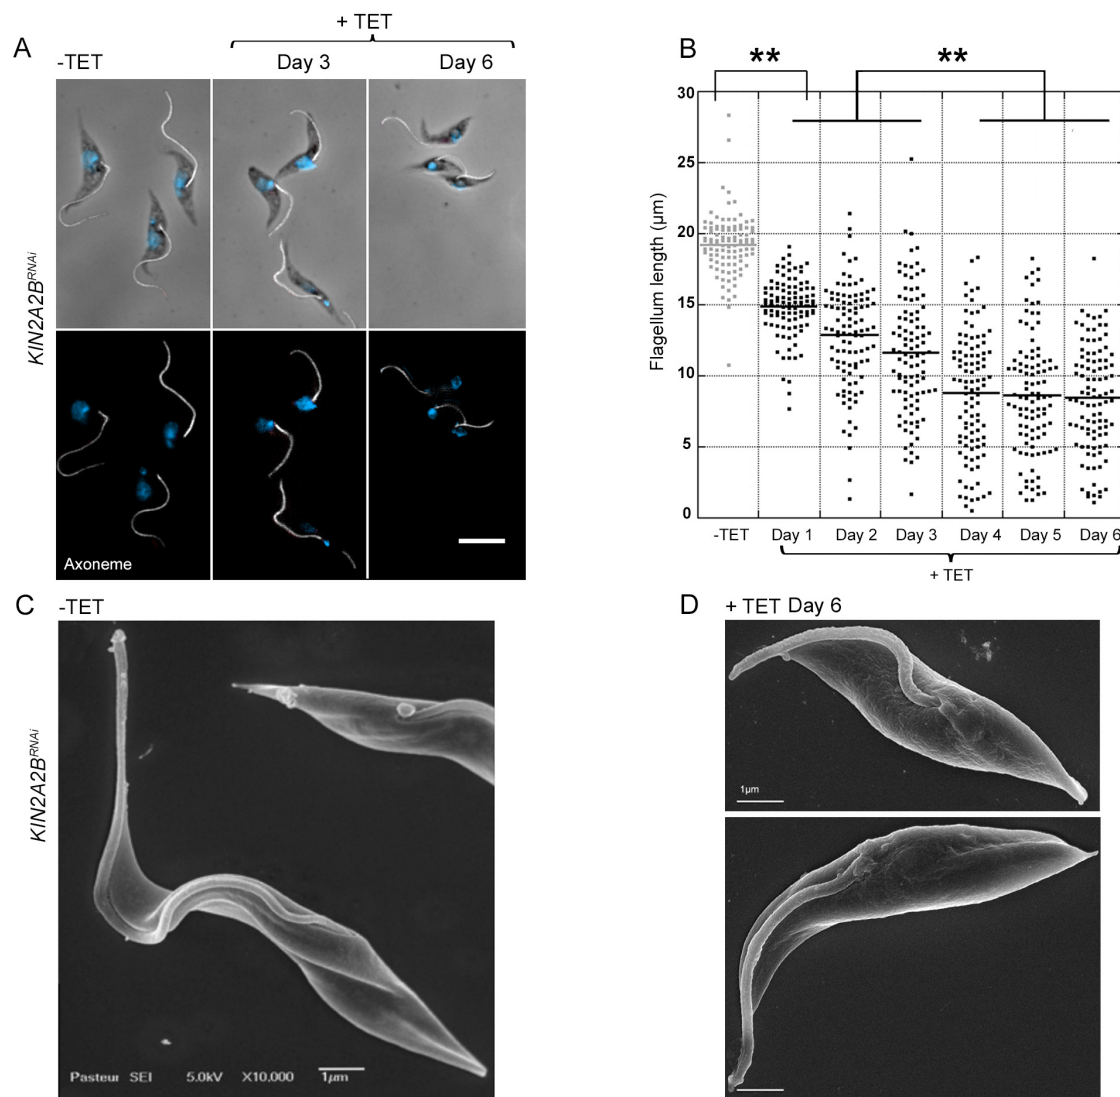 A
+ TET
-TET
Day 3
Day 6
KIN2A2B^RNAi
Axoneme
B
**
**
Flagellum length (µm)
30
25
20
15
10
5
0
-TET
Day 1
Day 2
Day 3
Day 4
Day 5
Day 6
+ TET
C
-TET
KIN2A2B^RNAi
Pasteur SEI 5.0kV X10,000 1µm
D
+ TET Day 6
1µm